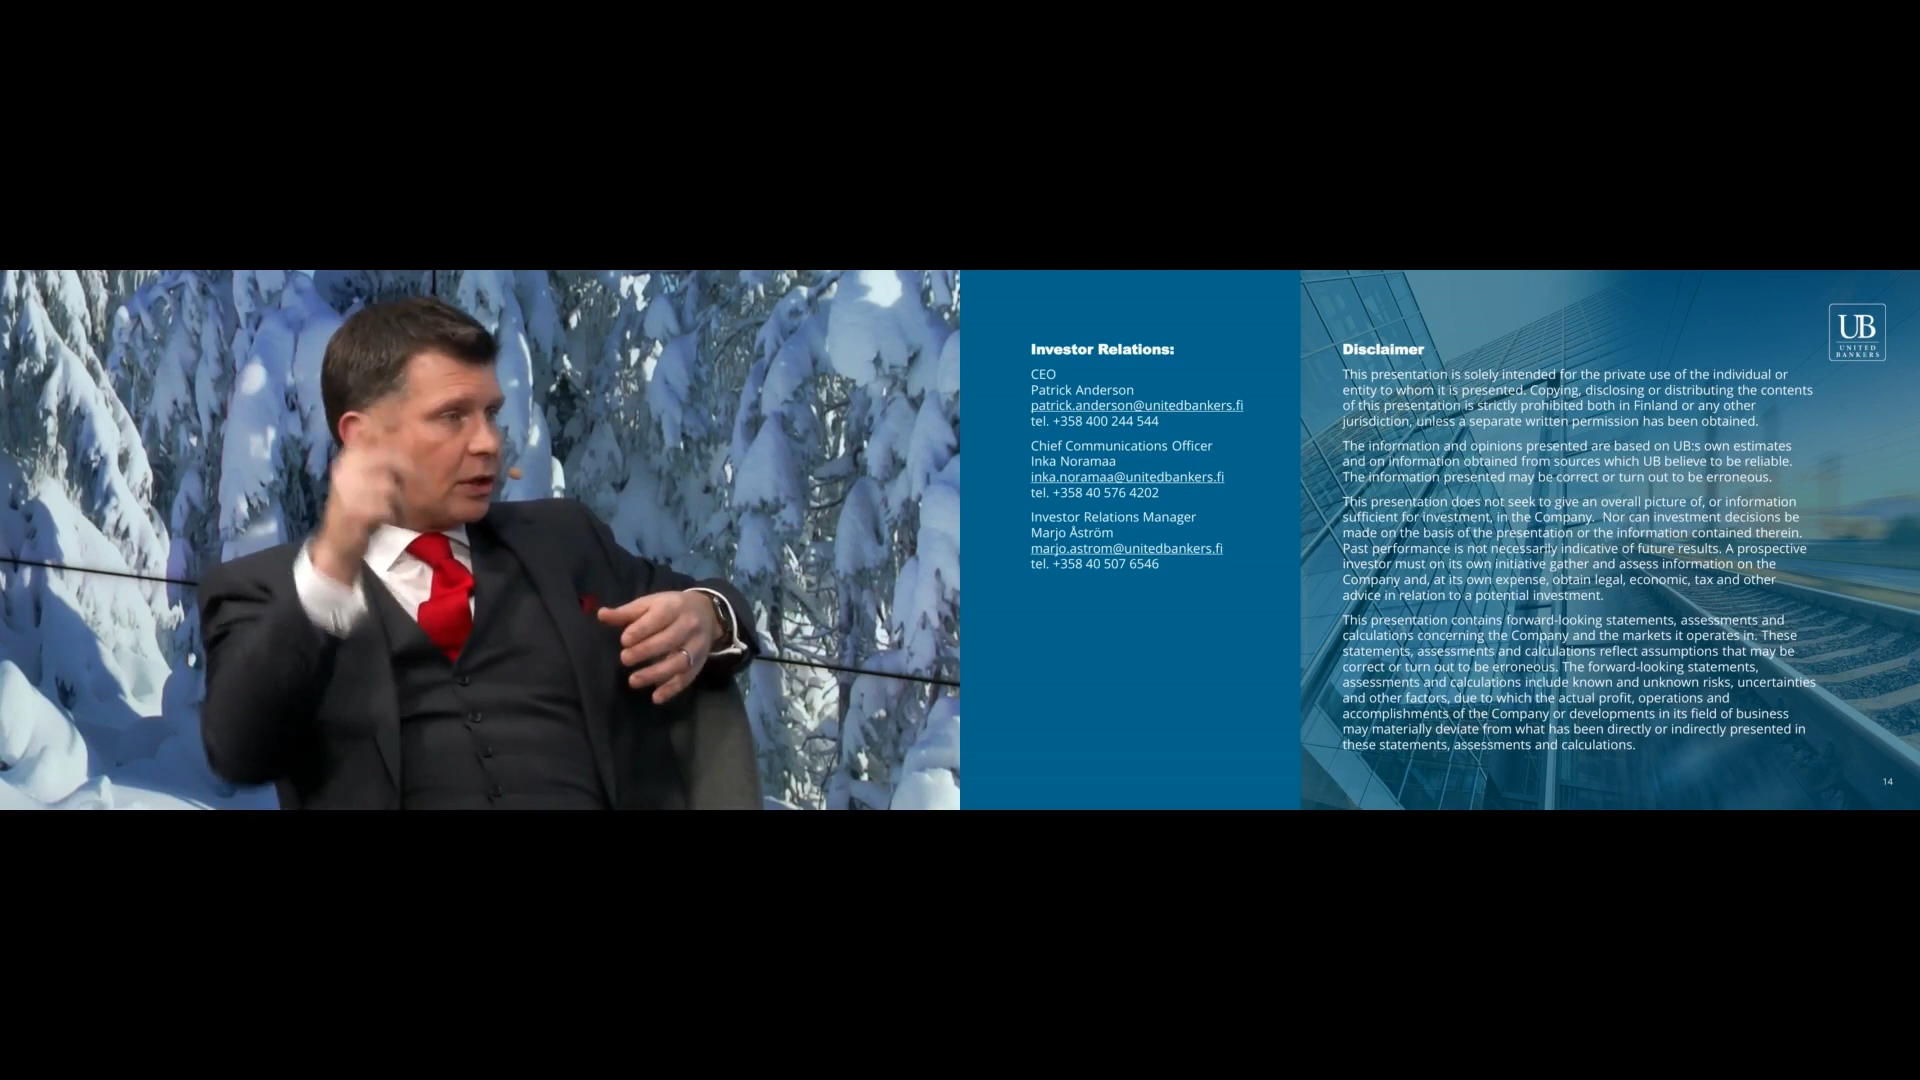 Investor Relations:
CEO
Patrick Anderson
patrick.anderson@unitedbankers.fi
tel. +358 400 244 544
Chief Communications Officer
Inka Noramaa
inka.noramaa@unitedbankers.fi
tel. +358 40 576 4202
Investor Relations Manager
Marjo Åström
marjo.astrom@unitedbankers.fi
tel. +358 40 507 6546
Disclaimer
This presentation is solely intended for the private use of the individual or
entity to whom it is presented. Copying, disclosing or distributing the contents
of this presentation is strictly prohibited both in Finland or any other
jurisdiction, unless a separate written permission has been obtained.
The information and opinions presented are based on UB:s own estimates
and on information obtained from sources which UB believe to be reliable.
The information presented may be correct or turn out to be erroneous.
This presentation does not seek to give an overall picture of, or information
sufficient for investment, in the Company. Nor can investment decisions be
made on the basis of the presentation or the information contained therein.
Past performance is not necessarily indicative of future results. A prospective
investor must on its own initiative gather and assess information on the
Company and, at its own expense, obtain legal, economic, tax and other
advice in relation to a potential investment.
This presentation contains forward-looking statements, assessments and
calculations concerning the Company and the markets it operates in. These
statements, assessments and calculations reflect assumptions that may be
correct or turn out to be erroneous. The forward-looking statements,
assessments and calculations include known and unknown risks, uncertainties
and other factors, due to which the actual profit, operations and
accomplishments of the Company or developments in its field of business
may materially deviate from what has been directly or indirectly presented in
these statements, assessments and calculations.
UB
UNITED
BANKERS
14